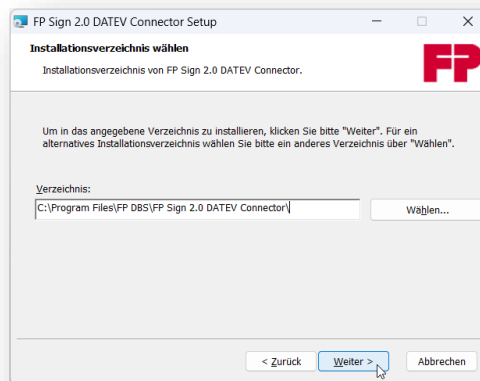 FP Sign 2.0 DATEV Connector Setup
Installationsverzeichnis wählen
Installationsverzeichnis von FP Sign 2.0 DATEV Connector.
FP
Um in das angegebene Verzeichnis zu installieren, klicken Sie bitte "Weiter". Für ein
alternatives Installationsverzeichnis wählen Sie bitte ein anderes Verzeichnis über "Wählen".
Verzeichnis:
C:\Program Files\FP DBS\FP Sign 2.0 DATEV Connector\
Wählen...
< Zurück
Weiter >
Abbrechen